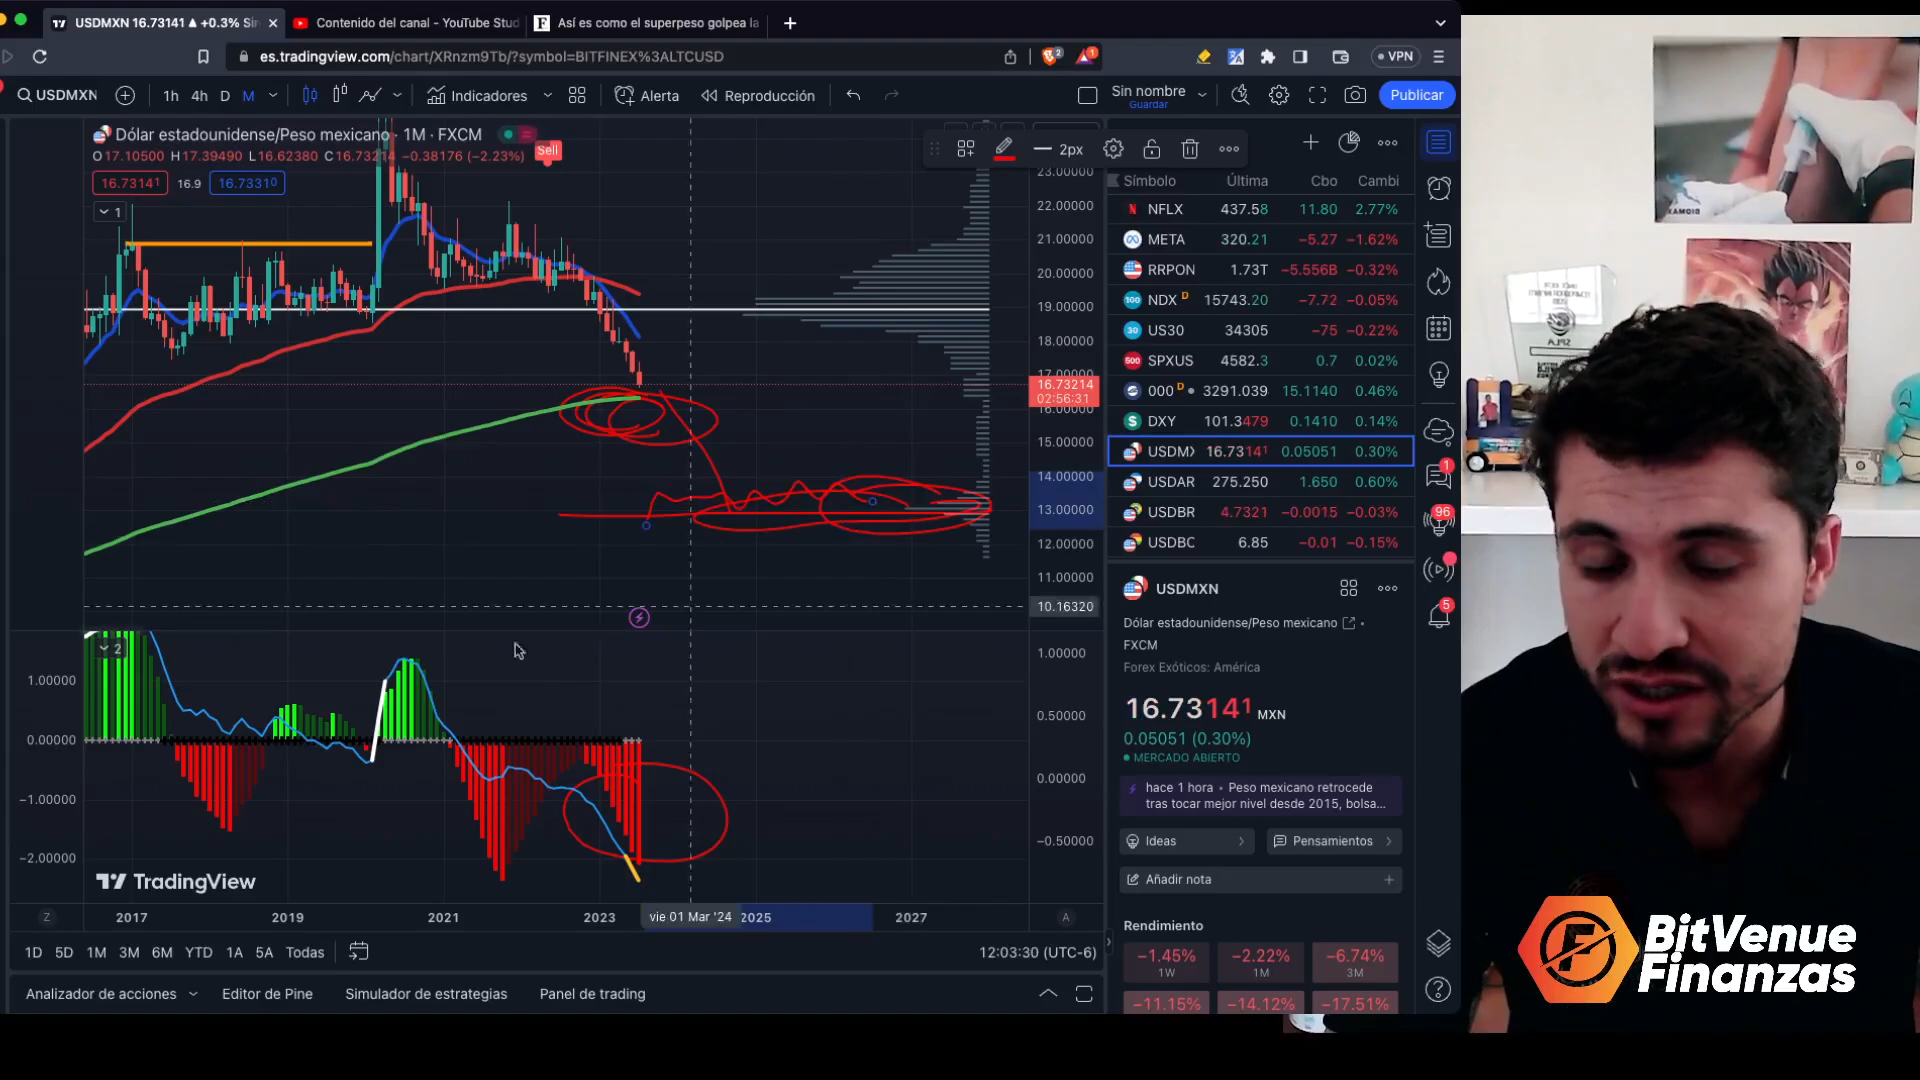 USDMXN 16.73141 ▲ +0.3% Sin
Contenido del canal - YouTube Stud
Así es como el superpeso golpea la
es.tradingview.com/chart/XRnzm9Tb/?symbol=BITFINEX%3ALTCUSD
2
1
VPN
USDMXN
1h 4h D M
Indicadores
Alerta
Reproducción
Sin nombre
Guardar
Publicar
Dólar estadounidense/Peso mexicano · 1M · FXCM
O17.10500 H17.39490 L16.62380 C16.73214 −0.38176 (−2.23%)
Sell
16.73141 16.9 16.73310
1
2px
23.00000
22.00000
21.00000
20.00000
19.00000
18.00000
17.00000
16.73214
02:56:31
16.00000
15.00000
14.00000
13.00000
12.00000
11.00000
10.16320
2
1.00000
0.00000
−1.00000
−2.00000
1.00000
0.50000
0.00000
−0.50000
TradingView
Z 2017 2019 2021 2023 vie 01 Mar '24 2025 2027 A
1D 5D 1M 3M 6M YTD 1A 5A Todas
12:03:30 (UTC-6)
Analizador de acciones Editor de Pine Simulador de estrategias Panel de trading
Símbolo Última Cbo Cambi
NFLX 437.58 11.80 2.77%
META 320.21 −5.27 −1.62%
RRPON 1.73T −5.556B −0.32%
NDX D 15743.20 −7.72 −0.05%
US30 34305 −75 −0.22%
SPXUS 4582.3 0.7 0.02%
000 D 3291.039 15.1140 0.46%
DXY 101.3479 0.1410 0.14%
USDMX 16.73141 0.05051 0.30%
USDAR 275.250 1.650 0.60%
USDBR 4.7321 −0.0015 −0.03%
USDBC 6.85 −0.01 −0.15%
USDMXN
Dólar estadounidense/Peso mexicano
FXCM
Forex Exóticos: América
16.73141 MXN
0.05051 (0.30%)
MERCADO ABIERTO
hace 1 hora • Peso mexicano retrocede
tras tocar mejor nivel desde 2015, bolsa...
Ideas
Pensamientos
Añadir nota
Rendimiento
−1.45% −2.22% −6.74%
1W 1M 3M
−11.15% −14.12% −17.51%
1
96
5
BitVenue
Finanzas